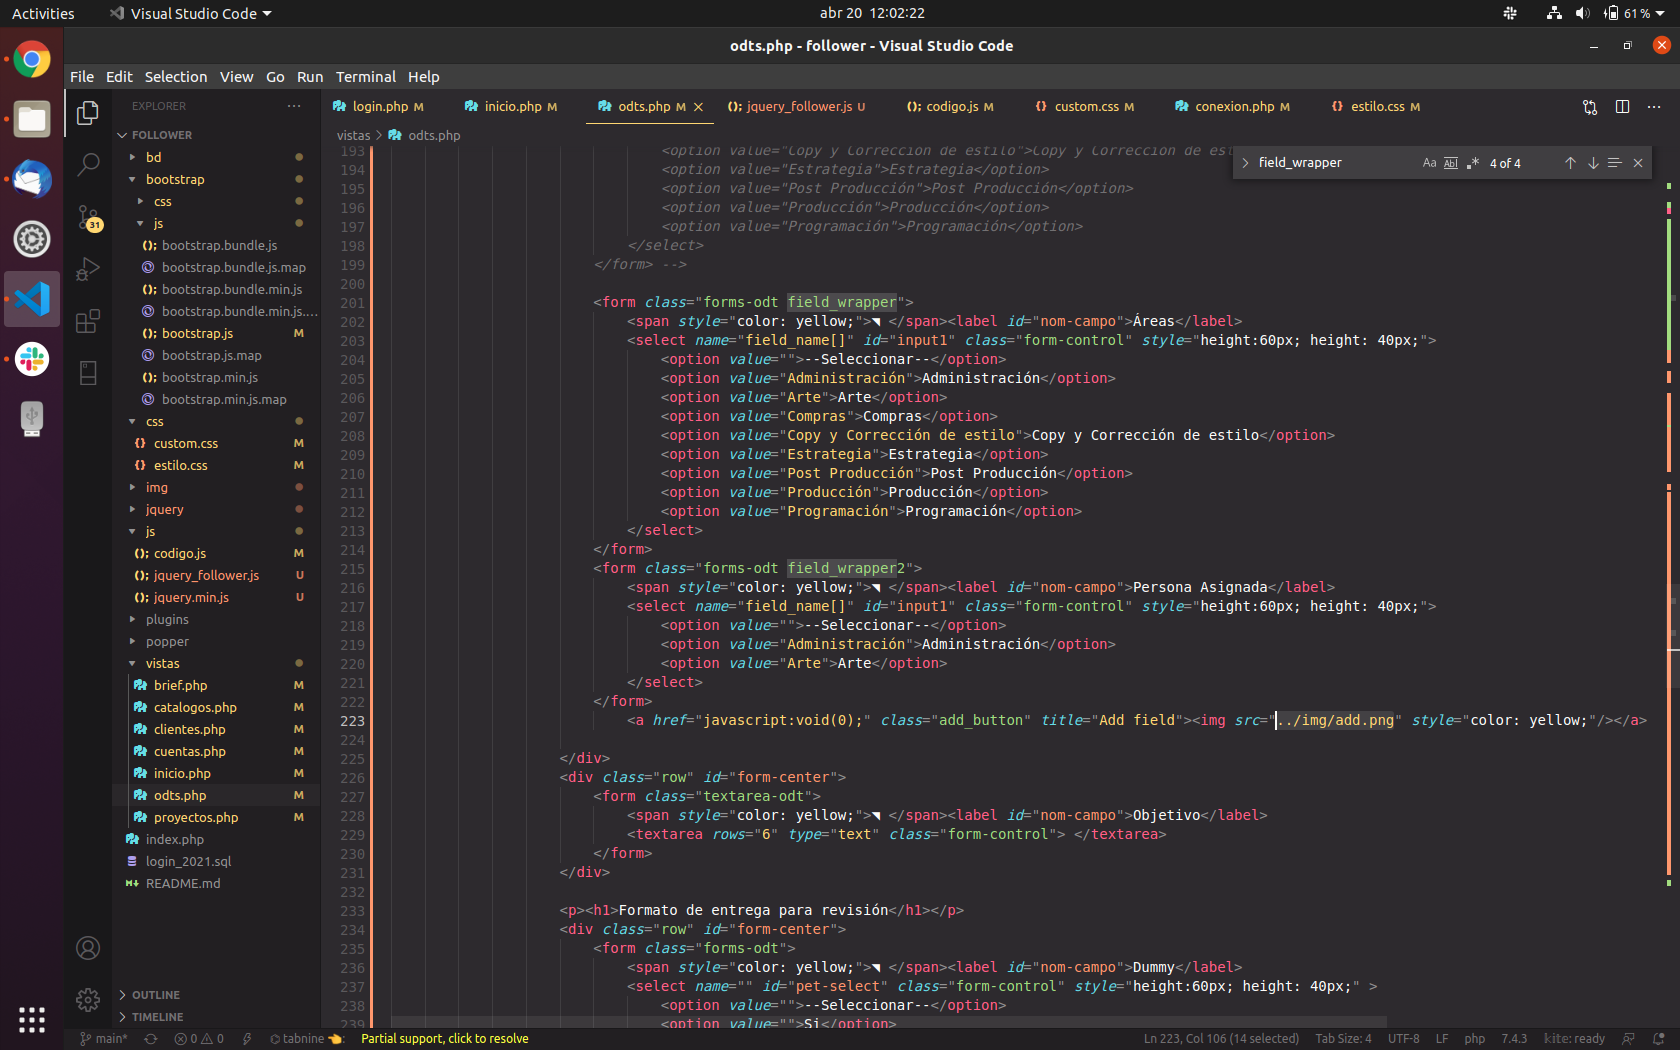 Activities
Visual Studio Code
abr 20 12:02:22
61 %
odts.php - follower - Visual Studio Code
File Edit Selection View Go Run Terminal Help
EXPLORER
FOLLOWER
bd
bootstrap
css
js
bootstrap.bundle.js
bootstrap.bundle.js.map
bootstrap.bundle.min.js
bootstrap.bundle.min.js....
bootstrap.js M
bootstrap.js.map
bootstrap.min.js
bootstrap.min.js.map
css
custom.css M
estilo.css M
img
jquery
js
codigo.js M
jquery_follower.js U
jquery.min.js U
plugins
popper
vistas
brief.php M
catalogos.php M
clientes.php M
cuentas.php M
inicio.php M
odts.php M
proyectos.php M
index.php
login_2021.sql
README.md
OUTLINE
TIMELINE
31
login.php M
inicio.php M
odts.php M
jquery_follower.js U
codigo.js M
custom.css M
conexion.php M
estilo.css M
vistas > odts.php
field_wrapper
Aa Abl .* 4 of 4
193 <option value="Copy y Corrección de estilo">Copy y Corrección de est
194 <option value="Estrategia">Estrategia</option>
195 <option value="Post Producción">Post Producción</option>
196 <option value="Producción">Producción</option>
197 <option value="Programación">Programación</option>
198 </select>
199 </form> -->
200
201 <form class="forms-odt field_wrapper">
202 <span style="color: yellow;">◥ </span><label id="nom-campo">Áreas</label>
203 <select name="field_name[]" id="input1" class="form-control" style="height:60px; height: 40px;">
204 <option value="">--Seleccionar--</option>
205 <option value="Administración">Administración</option>
206 <option value="Arte">Arte</option>
207 <option value="Compras">Compras</option>
208 <option value="Copy y Corrección de estilo">Copy y Corrección de estilo</option>
209 <option value="Estrategia">Estrategia</option>
210 <option value="Post Producción">Post Producción</option>
211 <option value="Producción">Producción</option>
212 <option value="Programación">Programación</option>
213 </select>
214 </form>
215 <form class="forms-odt field_wrapper2">
216 <span style="color: yellow;">◥ </span><label id="nom-campo">Persona Asignada</label>
217 <select name="field_name[]" id="input1" class="form-control" style="height:60px; height: 40px;">
218 <option value="">--Seleccionar--</option>
219 <option value="Administración">Administración</option>
220 <option value="Arte">Arte</option>
221 </select>
222 </form>
223 <a href="javascript:void(0);" class="add_button" title="Add field"><img src="../img/add.png" style="color: yellow;"/></a>
224
225 </div>
226 <div class="row" id="form-center">
227 <form class="textarea-odt">
228 <span style="color: yellow;">◥ </span><label id="nom-campo">Objetivo</label>
229 <textarea rows="6" type="text" class="form-control"> </textarea>
230 </form>
231 </div>
232
233 <p><h1>Formato de entrega para revisión</h1></p>
234 <div class="row" id="form-center">
235 <form class="forms-odt">
236 <span style="color: yellow;">◥ </span><label id="nom-campo">Dummy</label>
237 <select name="" id="pet-select" class="form-control" style="height:60px; height: 40px;" >
238 <option value="">--Seleccionar--</option>
239 <option value="">Si</option>
main* 0 0 tabnine Partial support, click to resolve
Ln 223, Col 106 (14 selected) Tab Size: 4 UTF-8 LF php 7.4.3 kite: ready